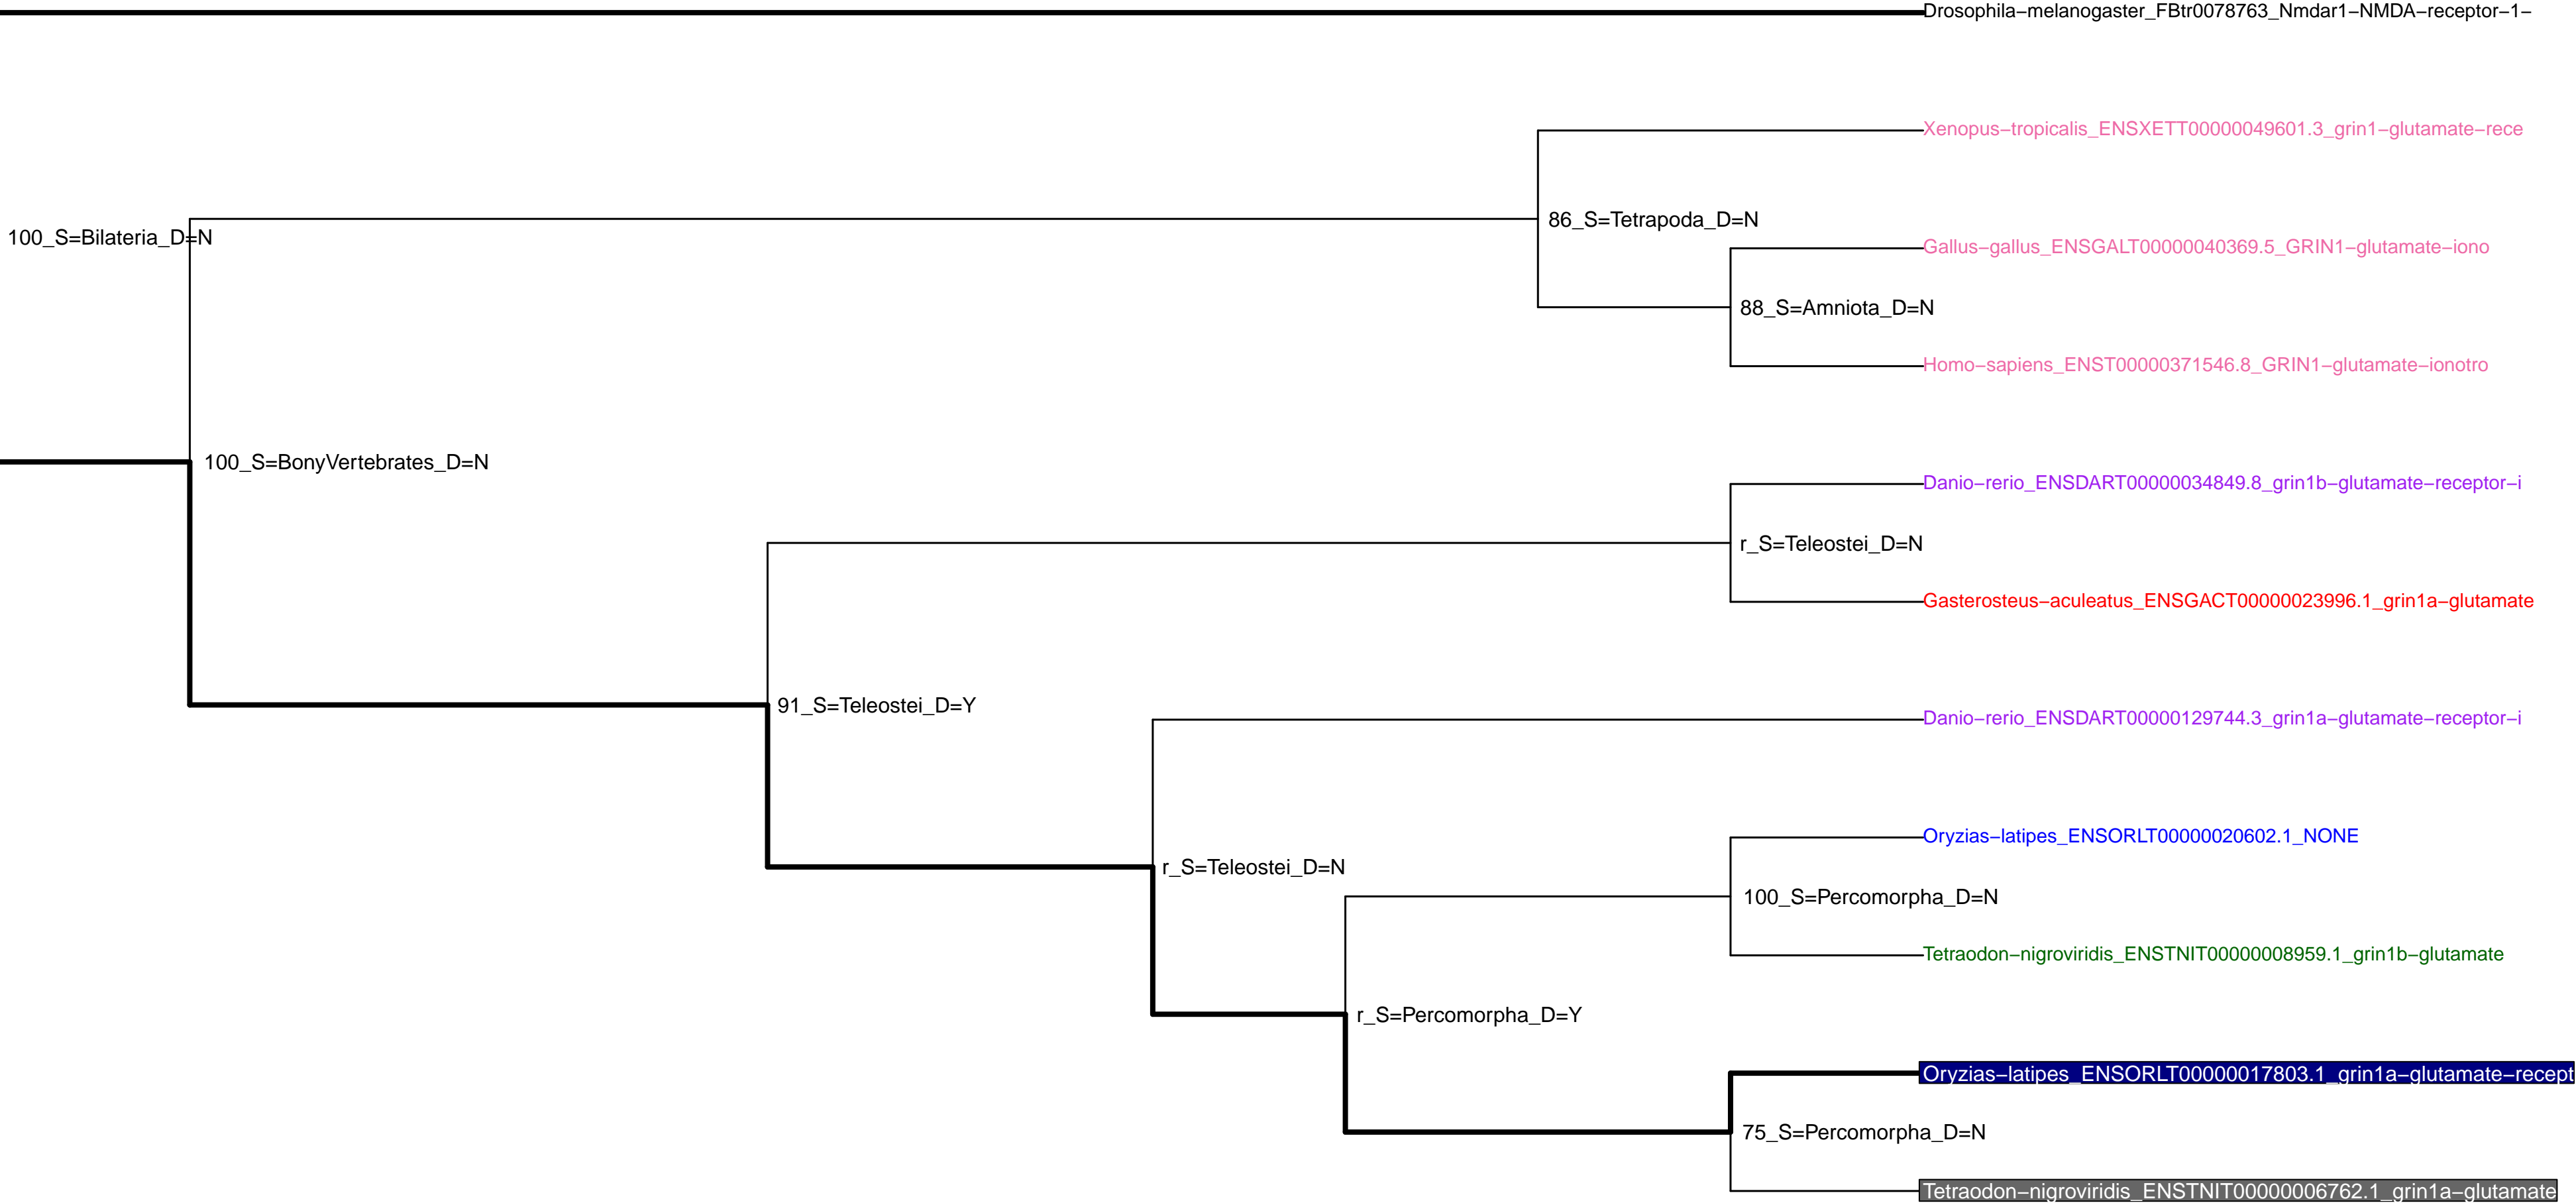 Drosophila−melanogaster_FBtr0078763_Nmdar1−NMDA−receptor−1−
Xenopus−tropicalis_ENSXETT00000049601.3_grin1−glutamate−rece
86_S=Tetrapoda_D=N
100_S=Bilateria_D=N
Gallus−gallus_ENSGALT00000040369.5_GRIN1−glutamate−iono
88_S=Amniota_D=N
Homo−sapiens_ENST00000371546.8_GRIN1−glutamate−ionotro
100_S=BonyVertebrates_D=N
Danio−rerio_ENSDART00000034849.8_grin1b−glutamate−receptor−i
r_S=Teleostei_D=N
Gasterosteus−aculeatus_ENSGACT00000023996.1_grin1a−glutamate
91_S=Teleostei_D=Y
Danio−rerio_ENSDART00000129744.3_grin1a−glutamate−receptor−i
Oryzias−latipes_ENSORLT00000020602.1_NONE
r_S=Teleostei_D=N
100_S=Percomorpha_D=N
Tetraodon−nigroviridis_ENSTNIT00000008959.1_grin1b−glutamate
r_S=Percomorpha_D=Y
Oryzias−latipes_ENSORLT00000017803.1_grin1a−glutamate−recept
75_S=Percomorpha_D=N
Tetraodon−nigroviridis_ENSTNIT00000006762.1_grin1a−glutamate